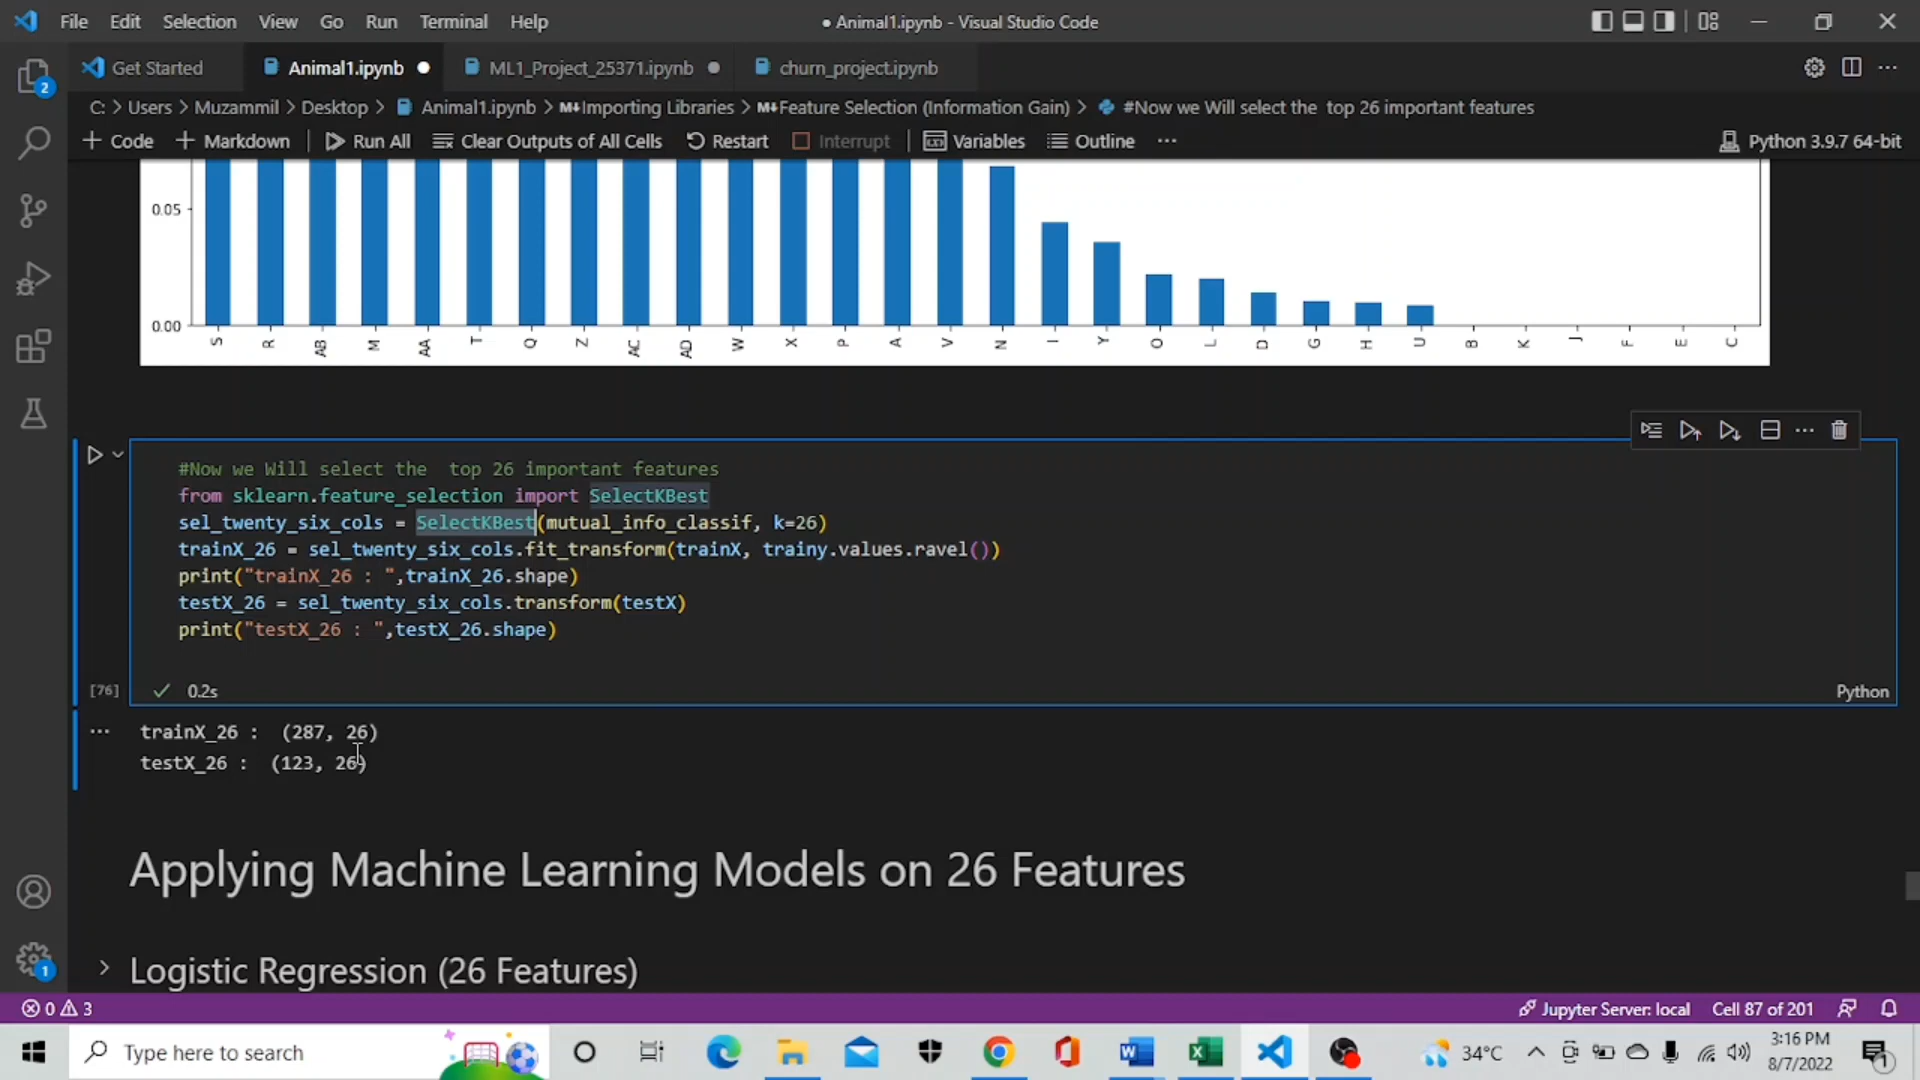 File Edit Selection View Go Run Terminal Help
● Animal1.ipynb - Visual Studio Code
Get Started Animal1.ipynb ML1_Project_25371.ipynb churn_project.ipynb
C: > Users > Muzammil > Desktop > Animal1.ipynb > M↓Importing Libraries > M↓Feature Selection (Information Gain) > #Now we Will select the  top 26 important features
+ Code + Markdown Run All Clear Outputs of All Cells Restart Interrupt Variables Outline ··· Python 3.9.7 64-bit
0.05
0.00
S R AB M AA T Q Z AC AD W X P A V N I Y O L D G H U B K J F E C
#Now we Will select the  top 26 important features
from sklearn.feature_selection import SelectKBest
sel_twenty_six_cols = SelectKBest(mutual_info_classif, k=26)
trainX_26 = sel_twenty_six_cols.fit_transform(trainX, trainy.values.ravel())
print("trainX_26 : ",trainX_26.shape)
testX_26 = sel_twenty_six_cols.transform(testX)
print("testX_26 : ",testX_26.shape)
[76] ✓ 0.2s Python
trainX_26 :  (287, 26)
testX_26 :  (123, 26)
Applying Machine Learning Models on 26 Features
Logistic Regression (26 Features)
2
1
0 3 Jupyter Server: local Cell 87 of 201
Type here to search 34°C 3:16 PM
8/7/2022
1